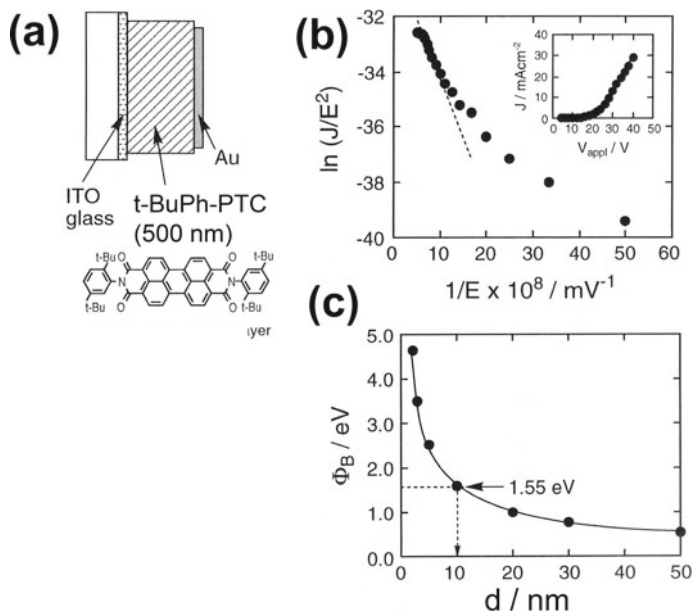 (a)
Au
ITO
glass
t-BuPh-PTC
(500 nm)
t-Bu
t-Bu
O
O
N
N
O
O
t-Bu
t-Bu
ayer
(b)
ln (J/E²)
-32
-34
-36
-38
-40
0 10 20 30 40 50 60
1/E x 10⁸ / mV⁻¹
J / mAcm⁻²
40
30
20
10
0
0 10 20 30 40 50
V appl / V
(c)
Φ_B / eV
5.0
4.0
3.0
2.0
1.0
0.0
1.55 eV
0 10 20 30 40 50
d / nm